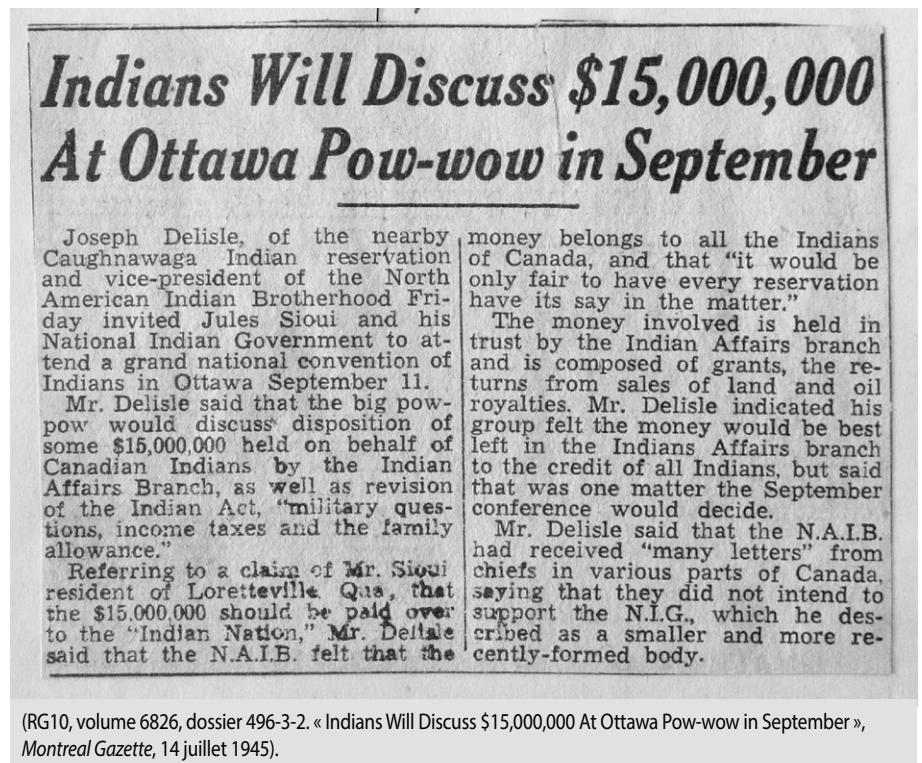 Indians Will Discuss $15,000,000
At Ottawa Pow-wow in September
Joseph Delisle, of the nearby
Caughnawaga Indian reservation
and vice-president of the North
American Indian Brotherhood Fri-
day invited Jules Sioui and his
National Indian Government to at-
tend a grand national convention of
Indians in Ottawa September 11.
Mr. Delisle said that the big pow-
pow would discuss disposition of
some $15,000,000 held on behalf of
Canadian Indians by the Indian
Affairs Branch, as well as revision
of the Indian Act, "military ques-
tions, income taxes and the family
allowance."
Referring to a claim of Mr. Sioui
resident of Loretteville, Que, that
the $15,000,000 should be paid over
to the "Indian Nation," Mr. Delisle
said that the N.A.I.B. felt that the
money belongs to all the Indians
of Canada, and that "it would be
only fair to have every reservation
have its say in the matter."
The money involved is held in
trust by the Indian Affairs branch
and is composed of grants, the re-
turns from sales of land and oil
royalties. Mr. Delisle indicated his
group felt the money would be best
left in the Indians Affairs branch
to the credit of all Indians, but said
that was one matter the September
conference would decide.
Mr. Delisle said that the N.A.I.B.
had received "many letters" from
chiefs in various parts of Canada,
saying that they did not intend to
support the N.I.G., which he des-
cribed as a smaller and more re-
cently-formed body.
(RG10, volume 6826, dossier 496-3-2. « Indians Will Discuss $15,000,000 At Ottawa Pow-wow in September »,
Montreal Gazette, 14 juillet 1945).